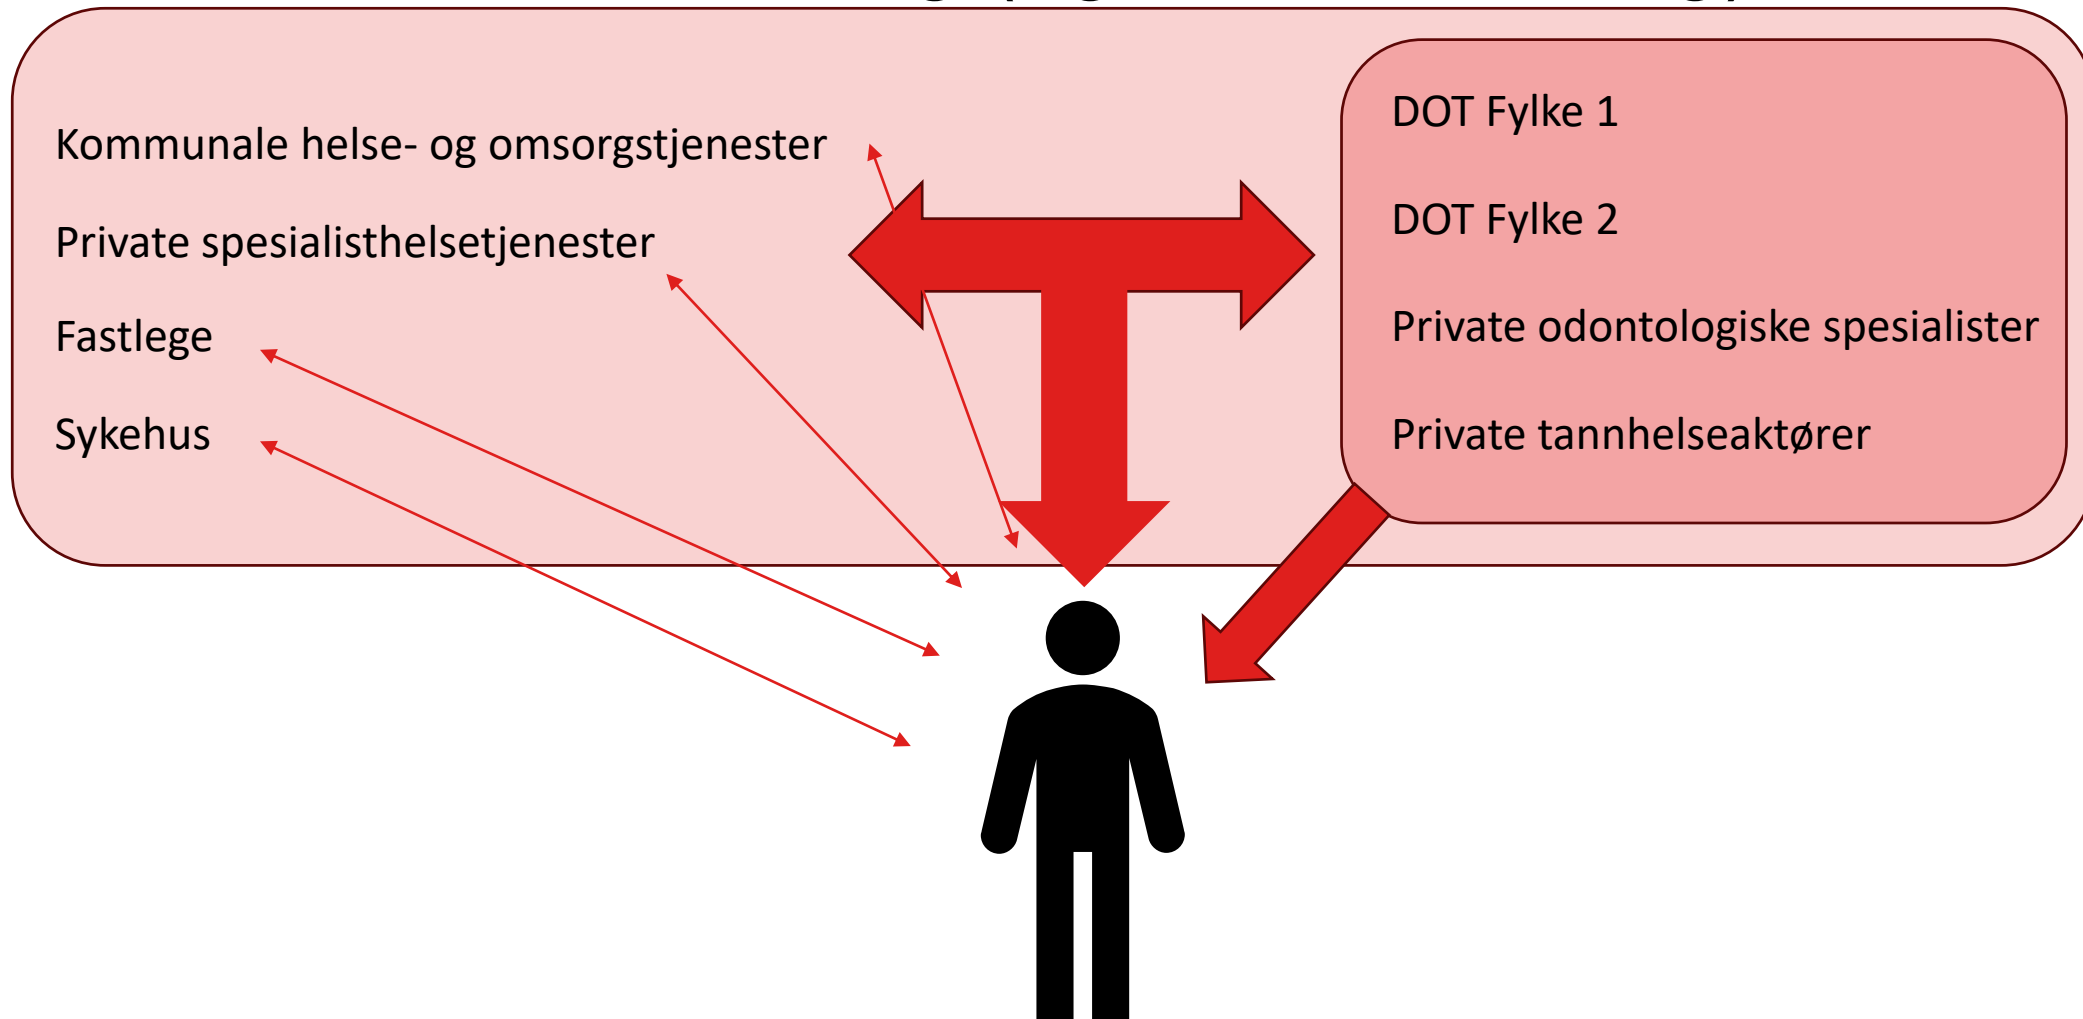 Kommunale helse- og omsorgstjenester
Private spesialisthelsetjenester
Fastlege
Sykehus
DOT Fylke 1
DOT Fylke 2
Private odontologiske spesialister
Private tannhelseaktører